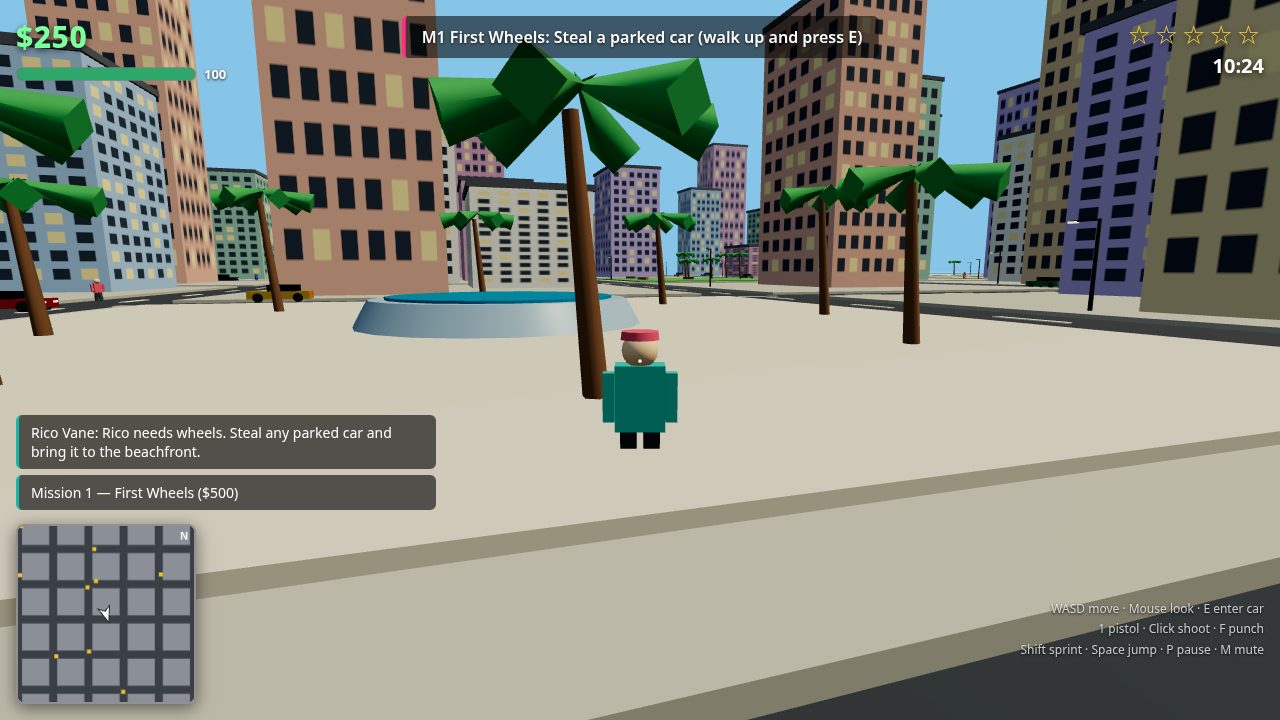 $250
100
M1 First Wheels: Steal a parked car (walk up and press E)
☆☆☆☆☆
10:24
Rico Vane: Rico needs wheels. Steal any parked car and
bring it to the beachfront.
Mission 1 — First Wheels ($500)
N
WASD move · Mouse look · E enter car
1 pistol · Click shoot · F punch
Shift sprint · Space jump · P pause · M mute